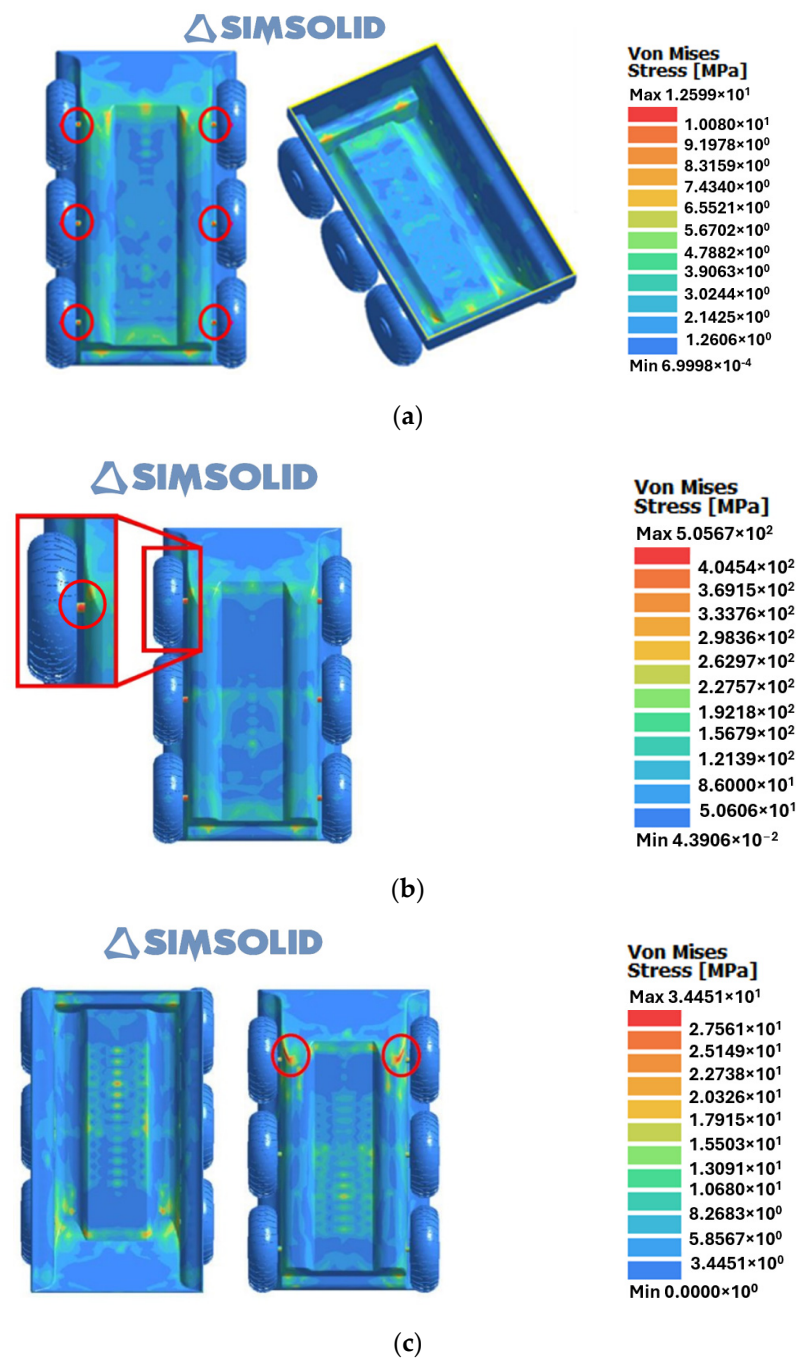 SIMSOLID
Von Mises
Stress [MPa]
Max 1.2599×10¹
1.0080×10¹
9.1978×10⁰
8.3159×10⁰
7.4340×10⁰
6.5521×10⁰
5.6702×10⁰
4.7882×10⁰
3.9063×10⁰
3.0244×10⁰
2.1425×10⁰
1.2606×10⁰
Min 6.9998×10⁻⁴
(a)
SIMSOLID
Von Mises
Stress [MPa]
Max 5.0567×10²
4.0454×10²
3.6915×10²
3.3376×10²
2.9836×10²
2.6297×10²
2.2757×10²
1.9218×10²
1.5679×10²
1.2139×10²
8.6000×10¹
5.0606×10¹
Min 4.3906×10⁻²
(b)
SIMSOLID
Von Mises
Stress [MPa]
Max 3.4451×10¹
2.7561×10¹
2.5149×10¹
2.2738×10¹
2.0326×10¹
1.7915×10¹
1.5503×10¹
1.3091×10¹
1.0680×10¹
8.2683×10⁰
5.8567×10⁰
3.4451×10⁰
Min 0.0000×10⁰
(c)